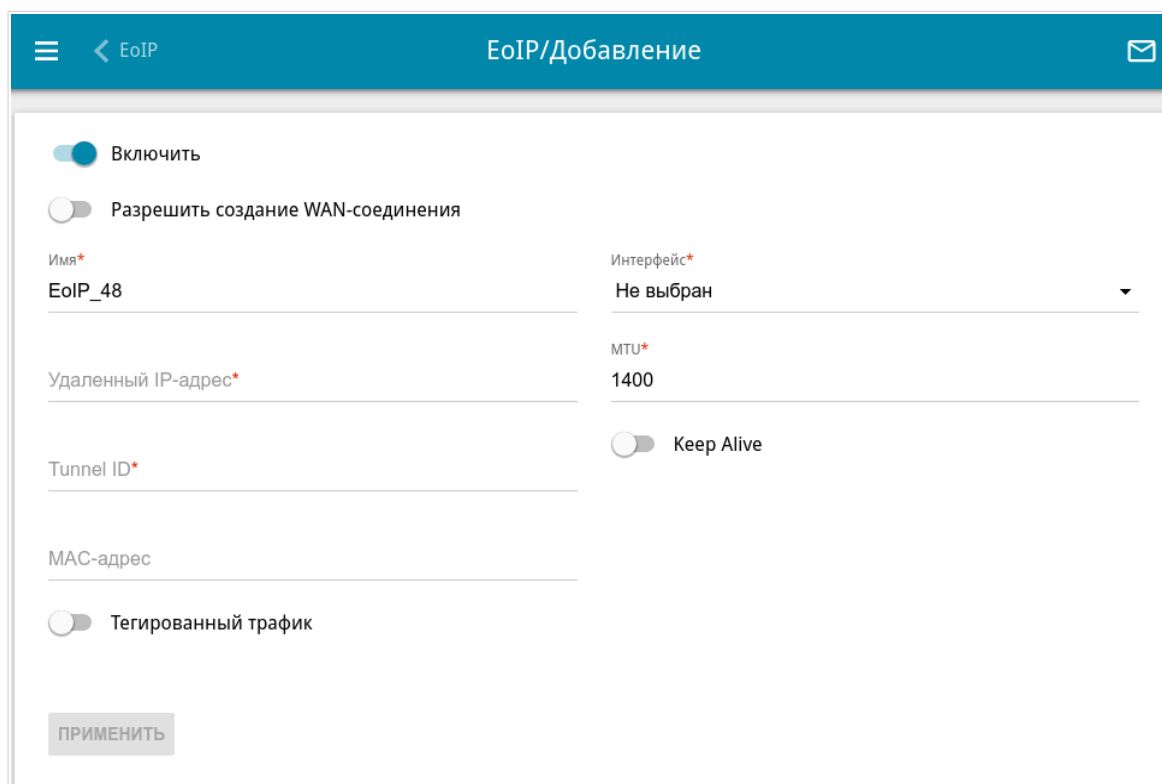 EoIP
EoIP/Добавление
Включить
Разрешить создание WAN-соединения
Имя*
EoIP_48
Интерфейс*
Не выбран
Удаленный IP-адрес*
MTU*
1400
Tunnel ID*
Keep Alive
MAC-адрес
Тегированный трафик
ПРИМЕНИТЬ